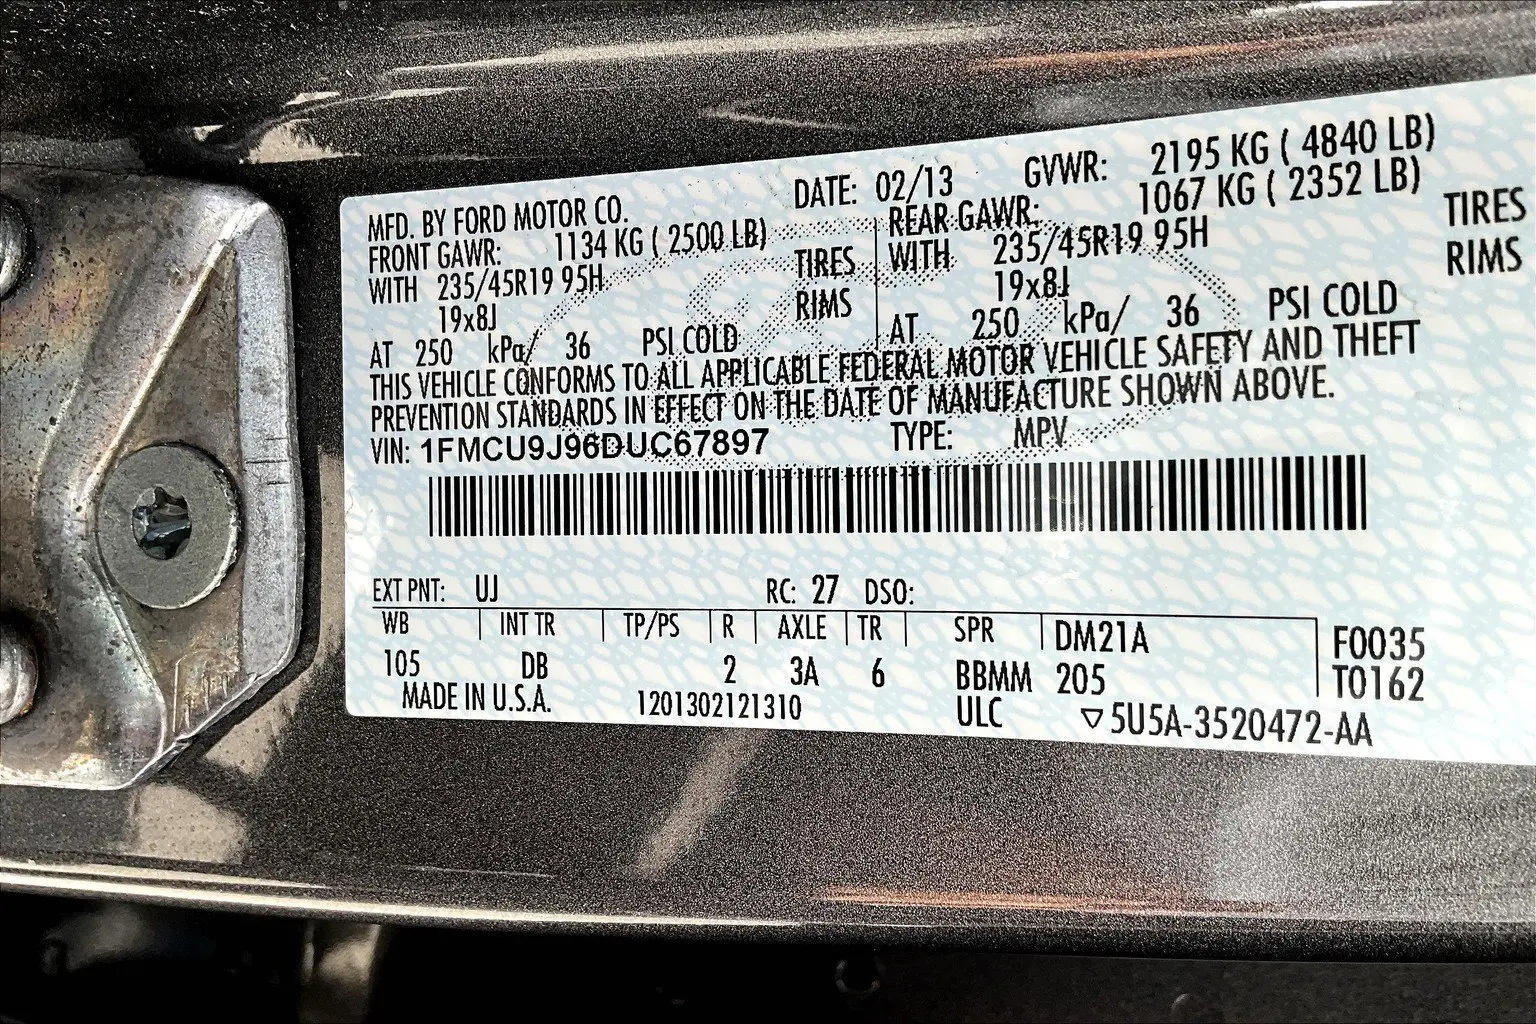 MFD. BY FORD MOTOR CO. DATE: 02/13 GVWR: 2195 KG ( 4840 LB)
FRONT GAWR: 1134 KG ( 2500 LB) REAR GAWR: 1067 KG ( 2352 LB)
WITH 235/45R19 95H TIRES WITH 235/45R19 95H TIRES
19x8J RIMS 19x8J RIMS
AT 250 kPa/ 36 PSI COLD AT 250 kPa/ 36 PSI COLD
THIS VEHICLE CONFORMS TO ALL APPLICABLE FEDERAL MOTOR VEHICLE SAFETY AND THEFT
PREVENTION STANDARDS IN EFFECT ON THE DATE OF MANUFACTURE SHOWN ABOVE.
VIN: 1FMCU9J96DUC67897 TYPE: MPV
EXT PNT: UJ RC: 27 DSO:
WB INT TR TP/PS R AXLE TR SPR DM21A F0035
105 DB 2 3A 6 BBMM 205 T0162
MADE IN U.S.A. 1201302121310 ULC ▽5U5A-3520472-AA